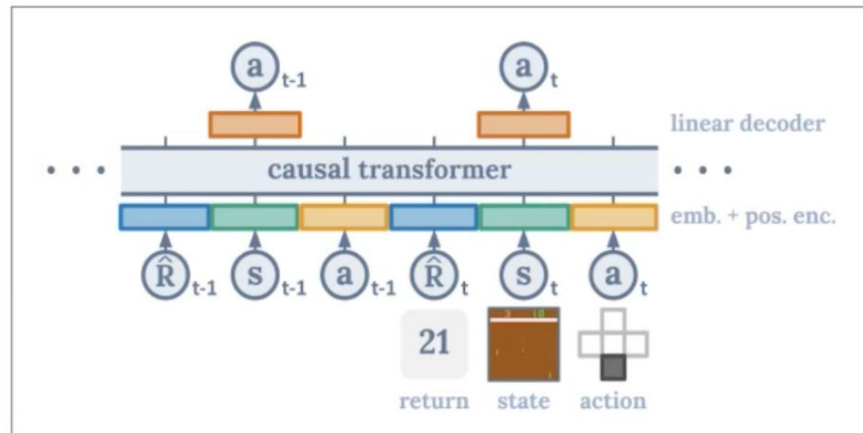 a t-1 a t
linear decoder
causal transformer
emb. + pos. enc.
R̂ t-1 s t-1 a t-1 R̂ t s t a t
21
return state action